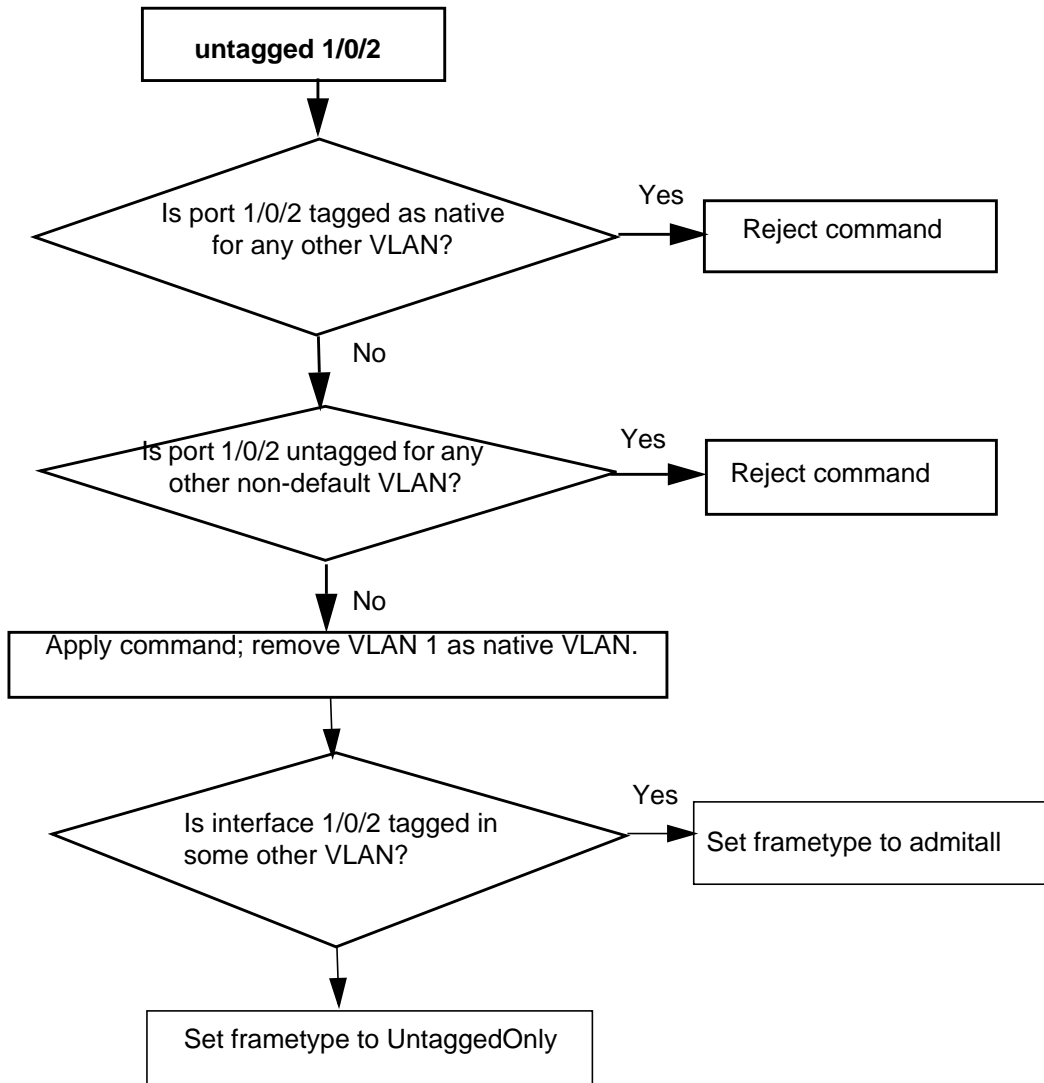 untagged 1/0/2
Is port 1/0/2 tagged as native
for any other VLAN?
Yes
Reject command
No
Is port 1/0/2 untagged for any
other non-default VLAN?
Yes
Reject command
No
Apply command; remove VLAN 1 as native VLAN.
Is interface 1/0/2 tagged in
some other VLAN?
Yes
Set frametype to admitall
Set frametype to UntaggedOnly